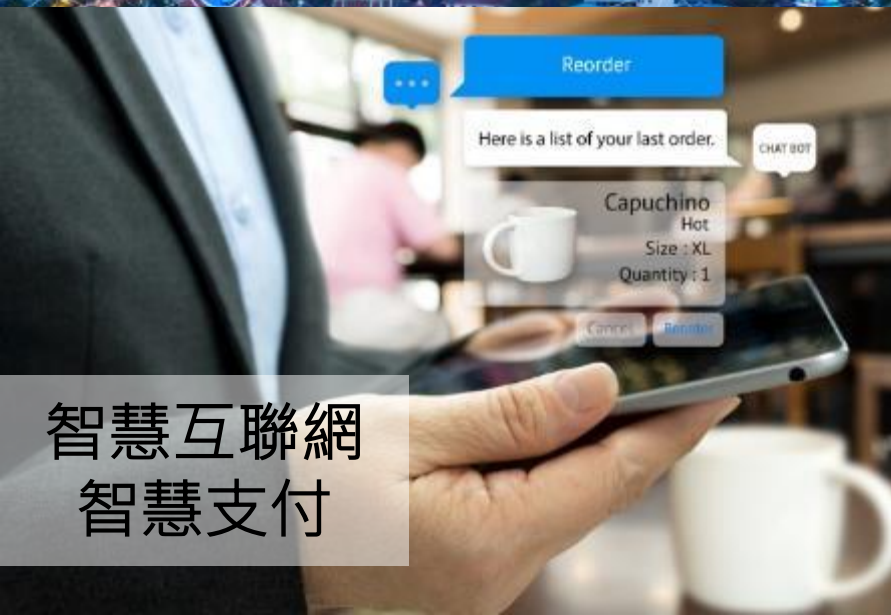 Reorder
Here is a list of your last order.
CHAT BOT
Capuchino
Hot
Size : XL
Quantity : 1
Cancel
Reorder
智慧互聯網
智慧支付